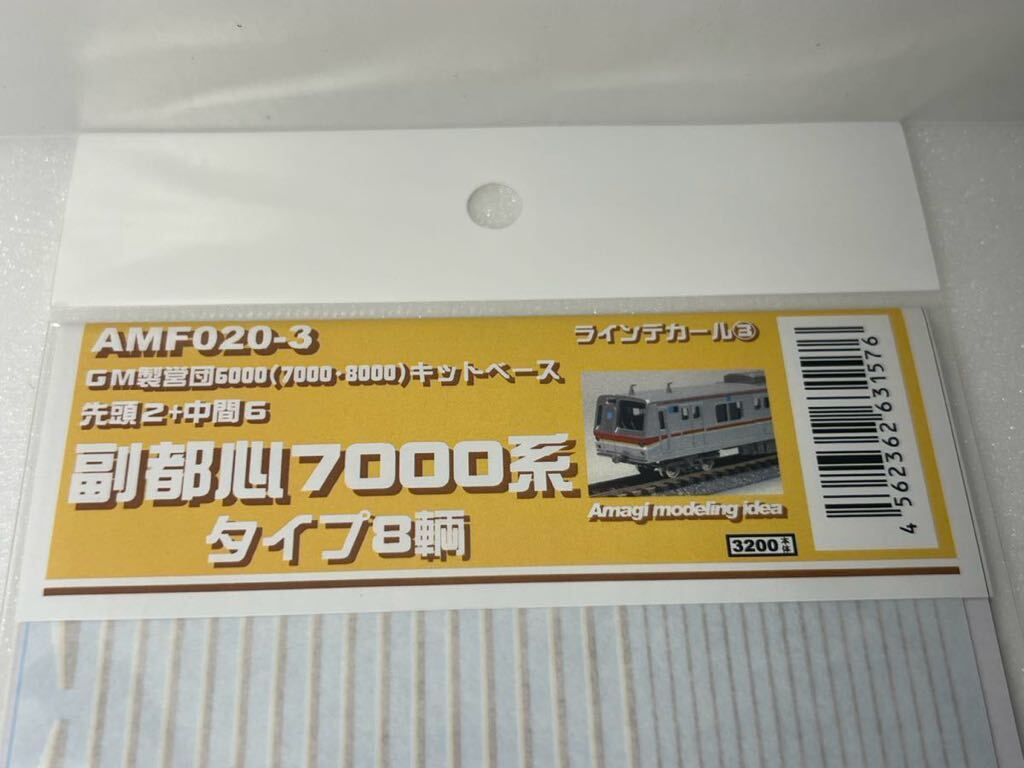 AMF020-3
ラインデカール③
GM製営団6000(7000・8000)キットベース
先頭2+中間6
副都心7000系
タイプ8輌
Amagi modeling idea
3200本体
4 562362 631576